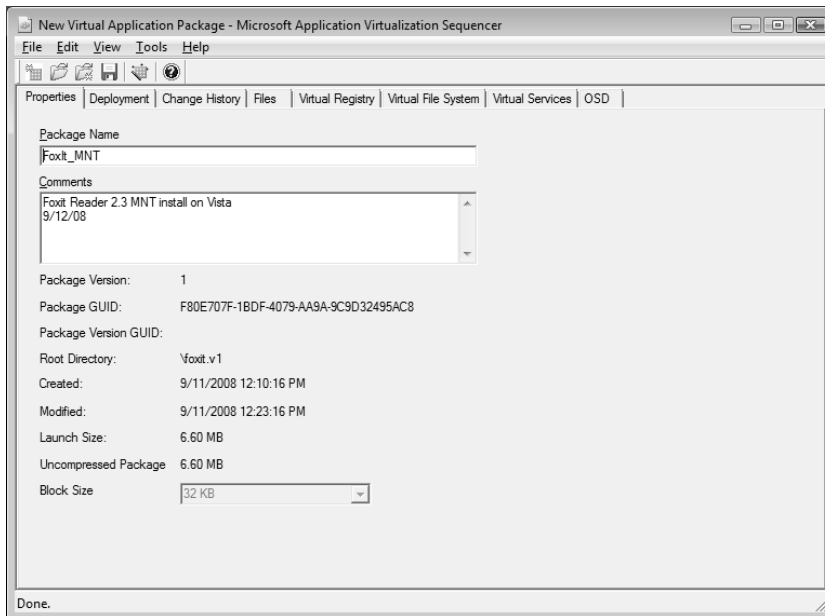 New Virtual Application Package - Microsoft Application Virtualization Sequencer
File Edit View Tools Help
Properties Deployment Change History Files Virtual Registry Virtual File System Virtual Services OSD
Package Name
FoxIt_MNT
Comments
Foxit Reader 2.3 MNT install on Vista
9/12/08
Package Version: 1
Package GUID: F80E707F-1BDF-4079-AA9A-9C9D32495AC8
Package Version GUID:
Root Directory: \foxit.v1
Created: 9/11/2008 12:10:16 PM
Modified: 9/11/2008 12:23:16 PM
Launch Size: 6.60 MB
Uncompressed Package 6.60 MB
Block Size 32 KB
Done.